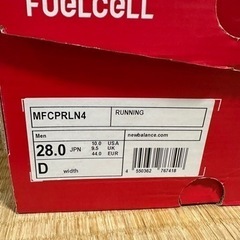 FUELCELL
MFCPRLN4
RUNNING
Men
newbalance.com
28.0 JPN
10.0 USA
9.5 UK
44.0 EUR
D width
4 550362 767418